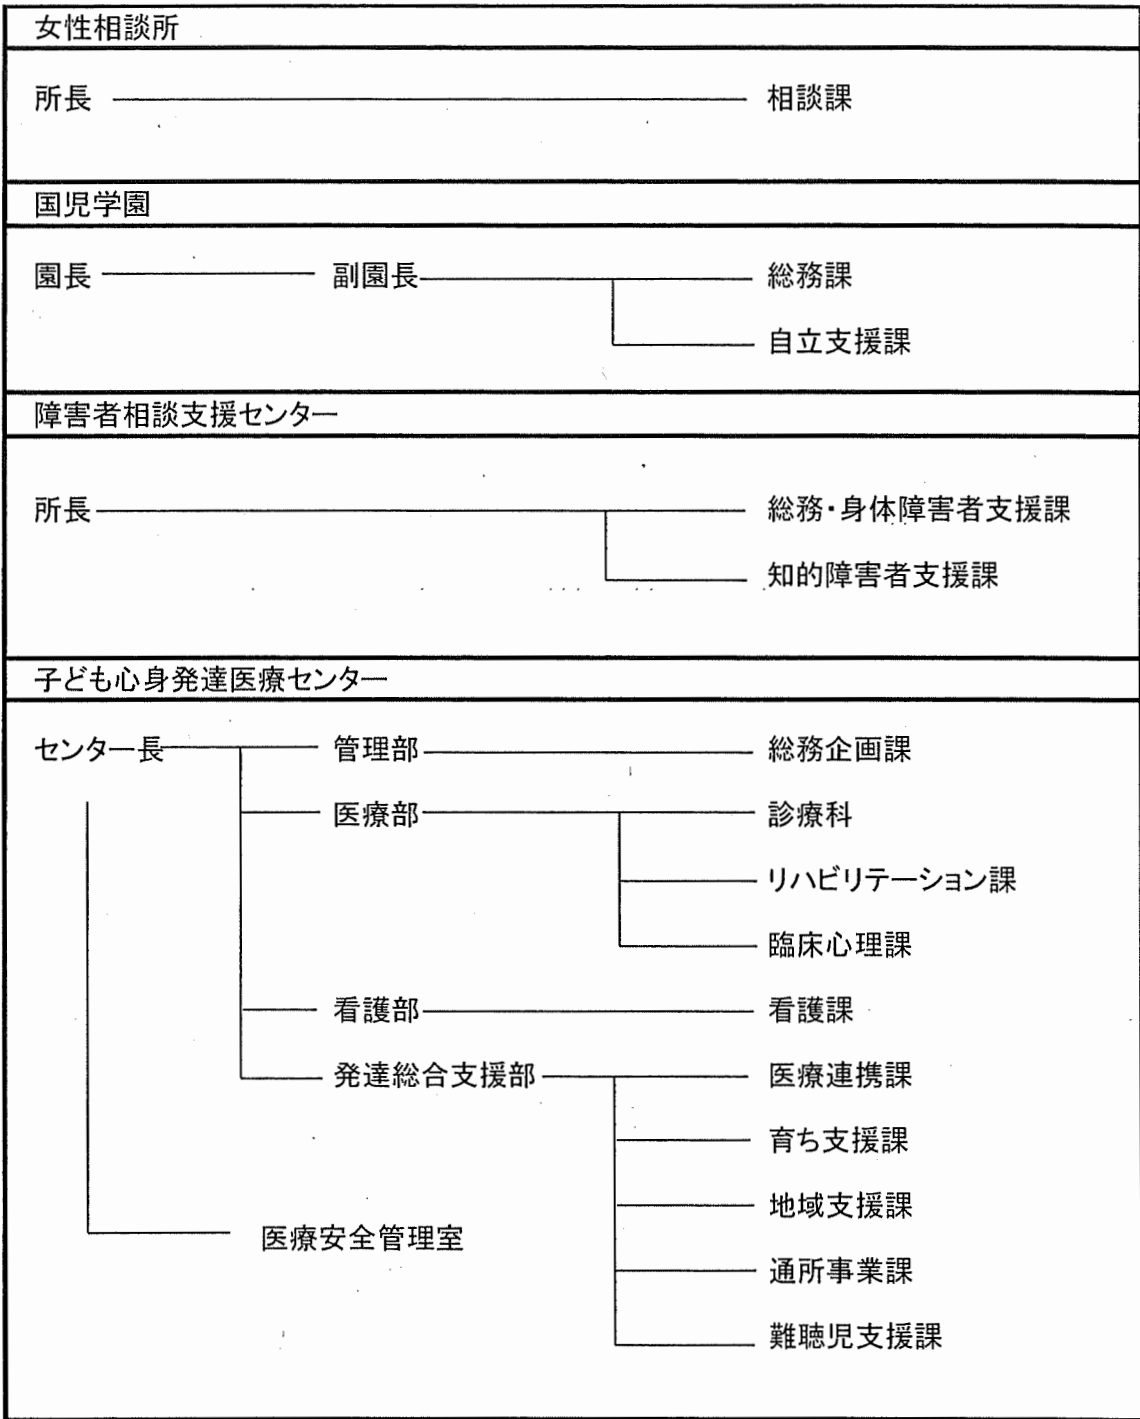 女性相談所
所長 相談課
国児学園
園長 副園長 総務課
自立支援課
障害者相談支援センター
所長 総務・身体障害者支援課
知的障害者支援課
子ども心身発達医療センター
センター長 管理部 総務企画課
医療部 診療科
リハビリテーション課
臨床心理課
看護部 看護課
発達総合支援部 医療連携課
育ち支援課
地域支援課
医療安全管理室
通所事業課
難聴児支援課